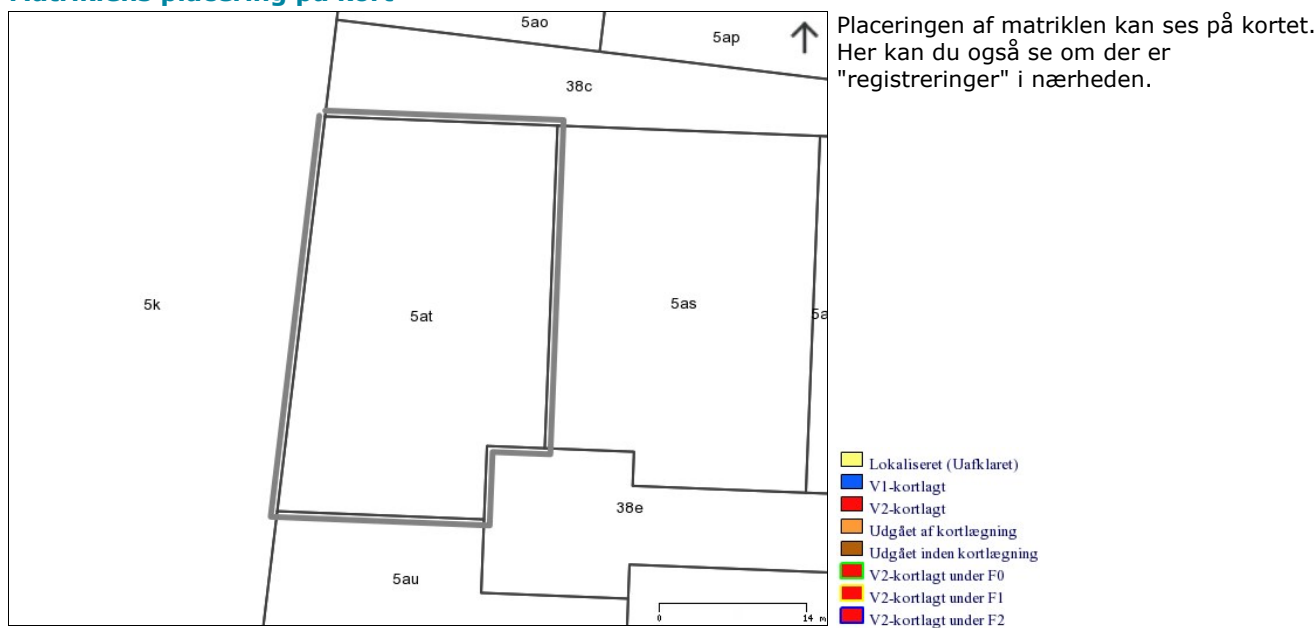 Placeringen af matriklen kan ses på kortet.
Her kan du også se om der er
"registreringer" i nærheden.
5ao
5ap
38c
5k
5at
5as
5a
38e
5au
0
14 m
Lokaliseret (Uafklaret)
V1-kortlagt
V2-kortlagt
Udgået af kortlægning
Udgået inden kortlægning
V2-kortlagt under F0
V2-kortlagt under F1
V2-kortlagt under F2